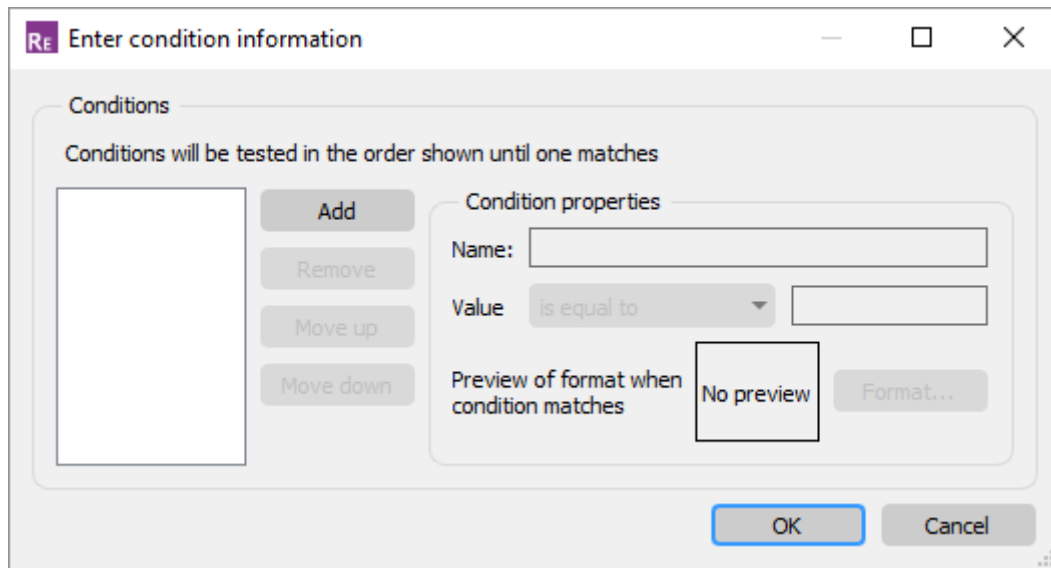 RE Enter condition information
Conditions
Conditions will be tested in the order shown until one matches
Add
Remove
Move up
Move down
Condition properties
Name:
Value is equal to
Preview of format when
condition matches
No preview
Format...
OK Cancel